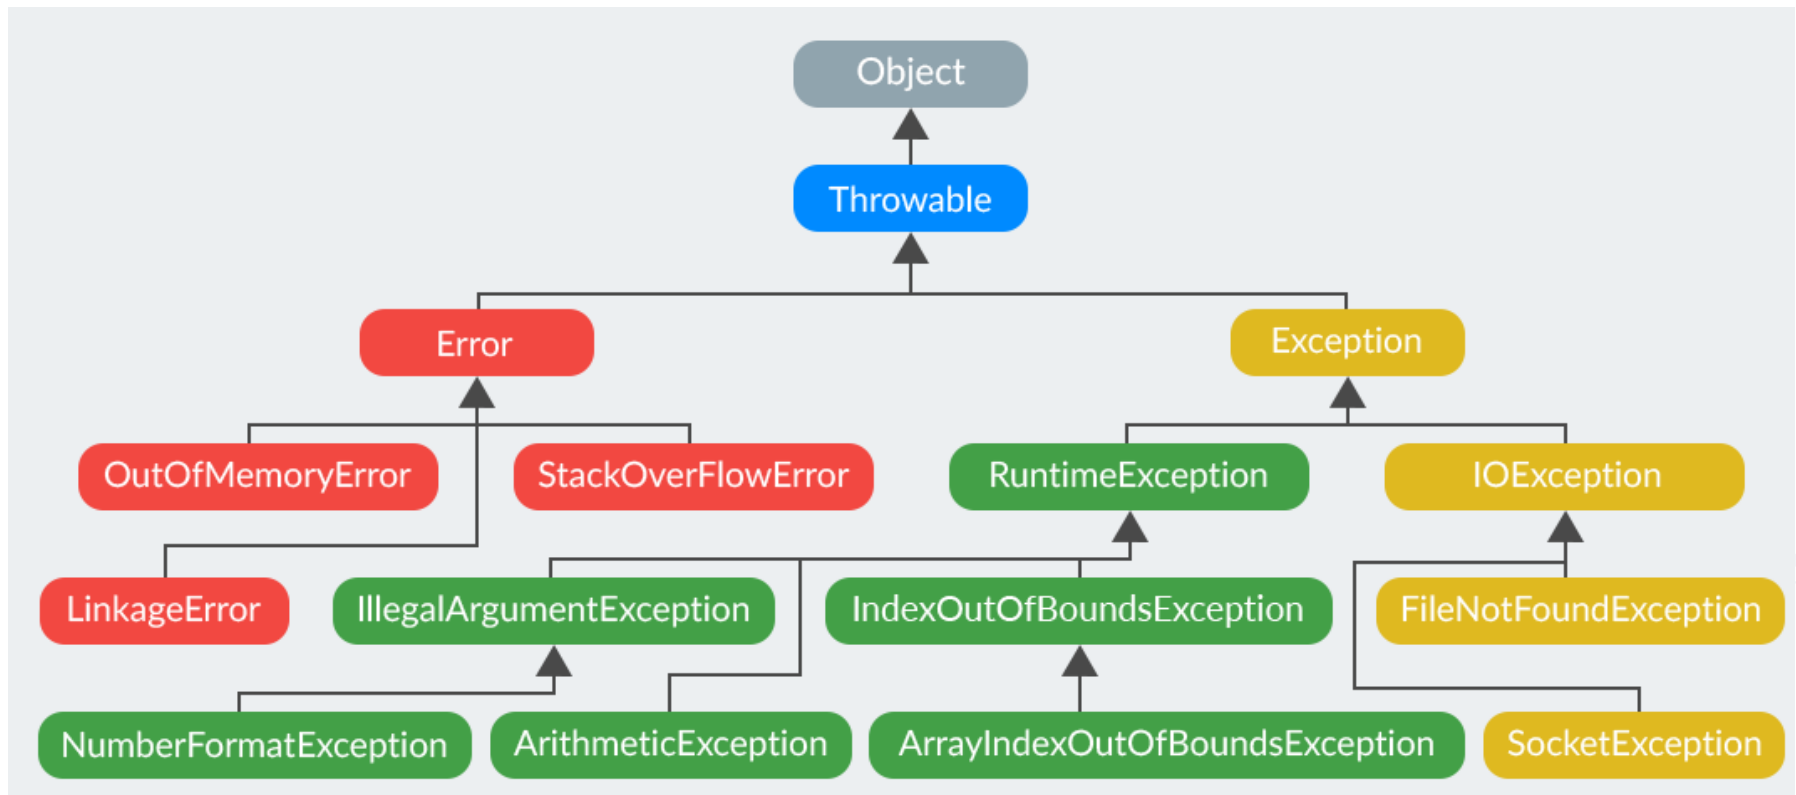 Object
Throwable
Error
Exception
OutOfMemoryError
StackOverFlowError
RuntimeException
IOException
LinkageError
IllegalArgumentException
IndexOutOfBoundsException
FileNotFoundException
NumberFormatException
ArithmeticException
ArrayIndexOutOfBoundsException
SocketException